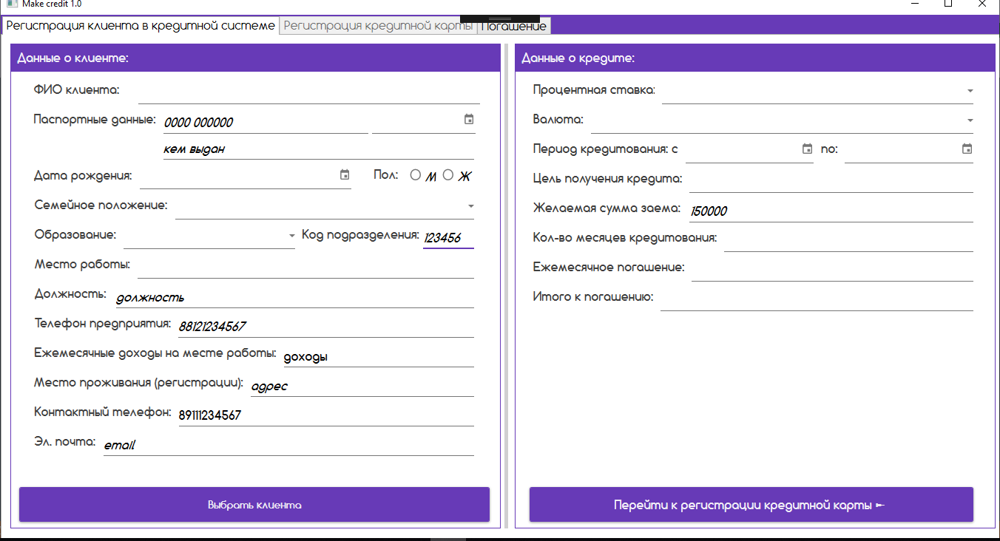 Make credit 1.0
Регистрация клиента в кредитной системе Регистрация кредитной карты Погашение
Данные о клиенте:
ФИО клиента:
Паспортные данные: 0000 000000
кем выдан
Дата рождения: Пол: М Ж
Семейное положение:
Образование: Код подразделения: 123456
Место работы:
Должность: должность
Телефон предприятия: 88121234567
Ежемесячные доходы на месте работы: доходы
Место проживания (регистрации): адрес
Контактный телефон: 89111234567
Эл. почта: email
Выбрать клиента
Данные о кредите:
Процентная ставка:
Валюта:
Период кредитования: с по:
Цель получения кредита:
Желаемая сумма заема: 150000
Кол-во месяцев кредитования:
Ежемесячное погашение:
Итого к погашению:
Перейти к регистрации кредитной карты ➼